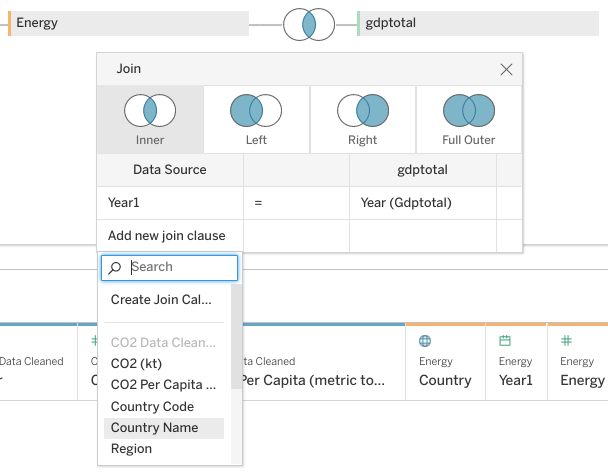 Energy
gdptotal
Join
Inner
Left
Right
Full Outer
Data Source
gdptotal
Year1
=
Year (Gdptotal)
Add new join clause
Search
Create Join Cal...
CO2 Data Clean...
CO2 (kt)
CO2 Per Capita ...
Country Code
Country Name
Region
Data Cleaned
ta Cleaned
Per Capita (metric to...
Energy
Country
Energy
Year1
Energy
Energy